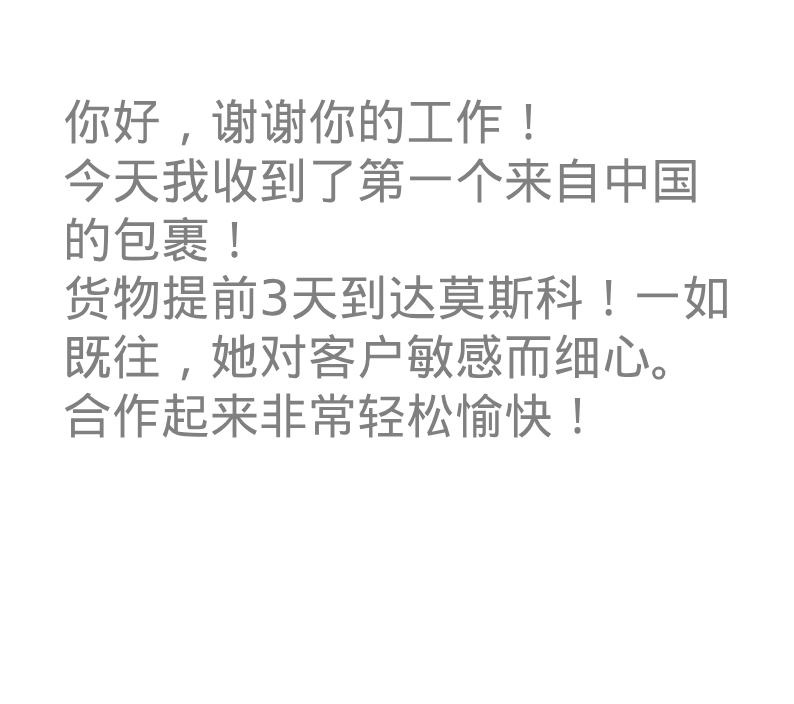 你好，谢谢你的工作！
今天我收到了第一个来自中国
的包裹！
货物提前3天到达莫斯科！一如
既往，她对客户敏感而细心。
合作起来非常轻松愉快！